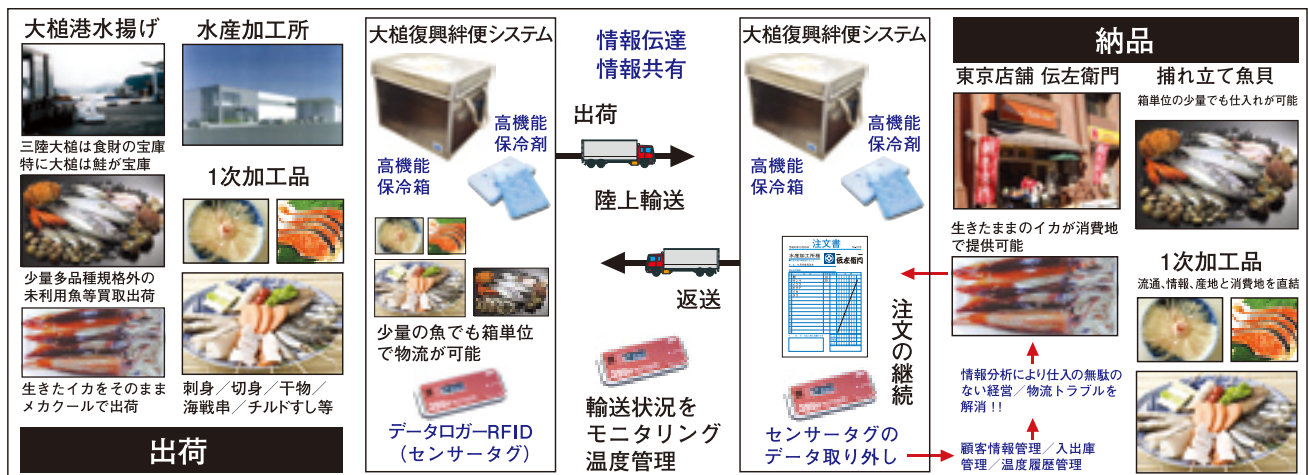 大槌港水揚げ
三陸大槌は食財の宝庫
特に大槌は鮭が宝庫
少量多品種規格外の
未利用魚等買取出荷
生きたイカをそのまま
メカクールで出荷
水産加工所
1次加工品
刺身／切身／干物／
海戦串／チルドすし等
出荷
大槌復興絆便システム
高機能
保冷剤
高機能
保冷箱
少量の魚でも箱単位
で物流が可能
データロガーRFID
（センサータグ）
情報伝達
情報共有
出荷
陸上輸送
返送
輸送状況を
モニタリング
温度管理
大槌復興絆便システム
高機能
保冷剤
高機能
保冷箱
注文書
水産加工所様
伝左衛門
注文の継続
センサータグの
データ取り外し
納品
東京店舗 伝左衛門
生きたままのイカが消費地
で提供可能
情報分析により仕入の無駄の
ない経営／物流トラブルを
解消!!
顧客情報管理／入出庫
管理／温度履歴管理
捕れ立て魚貝
箱単位の少量でも仕入れが可能
1次加工品
流通、情報、産地と消費地を直結